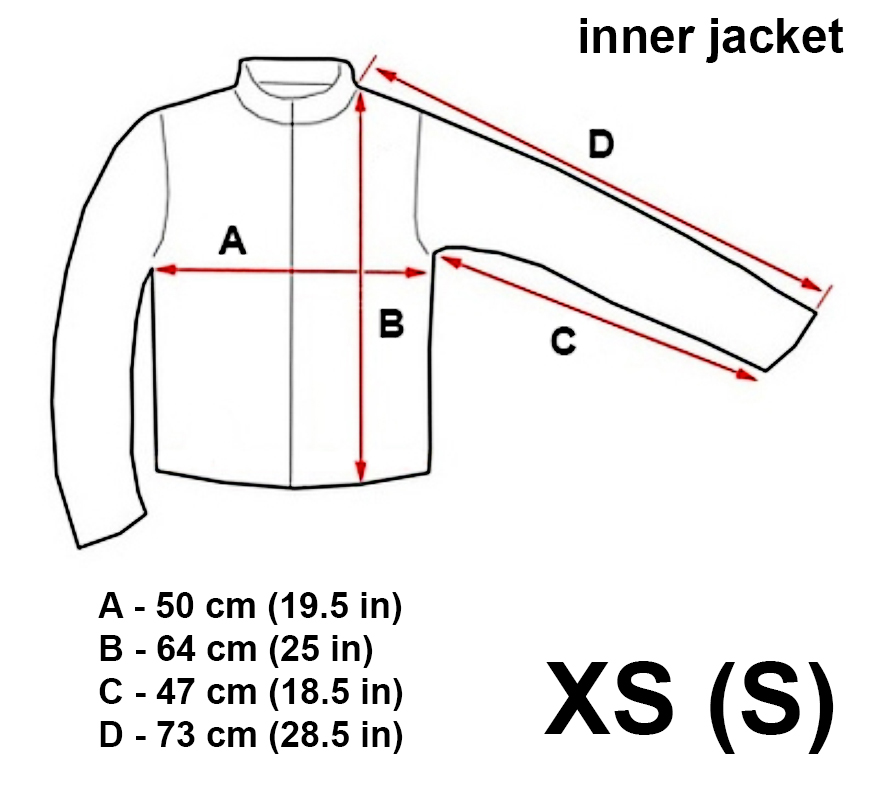 inner jacket
D
A
B
C
A - 50 cm (19.5 in)
B - 64 cm (25 in)
C - 47 cm (18.5 in)
D - 73 cm (28.5 in)
XS (S)